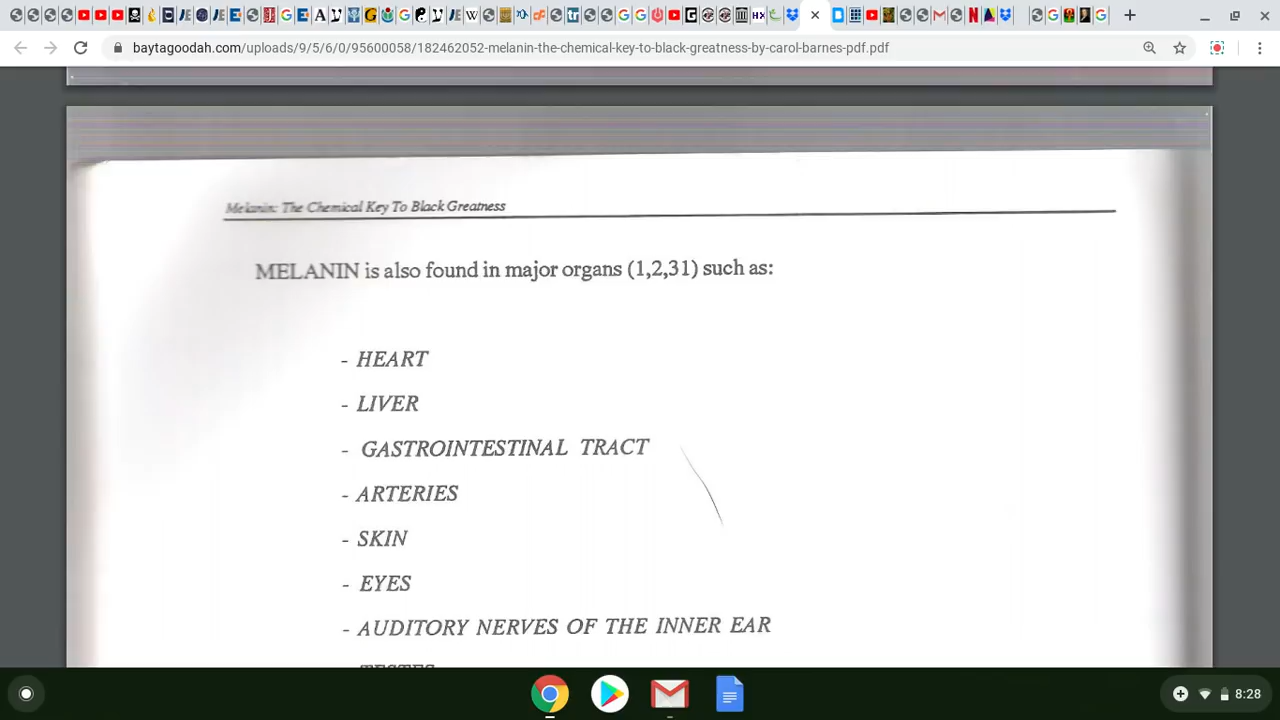 baytagoodah.com/uploads/9/5/6/0/95600058/182462052-melanin-the-chemical-key-to-black-greatness-by-carol-barnes-pdf.pdf
Melanin: The Chemical Key To Black Greatness
MELANIN is also found in major organs (1,2,31) such as:
- HEART
- LIVER
- GASTROINTESTINAL TRACT
- ARTERIES
- SKIN
- EYES
- AUDITORY NERVES OF THE INNER EAR
8:28